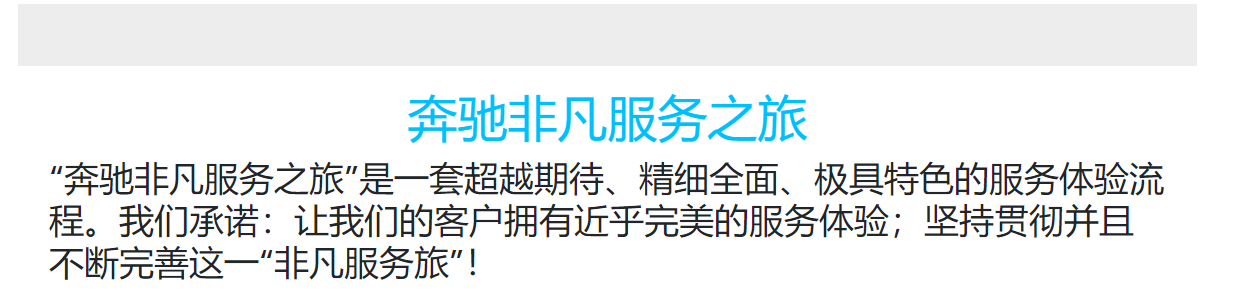 奔驰非凡服务之旅
“奔驰非凡服务之旅”是一套超越期待、精细全面、极具特色的服务体验流
程。我们承诺：让我们的客户拥有近乎完美的服务体验；坚持贯彻并且
不断完善这一“非凡服务旅”！